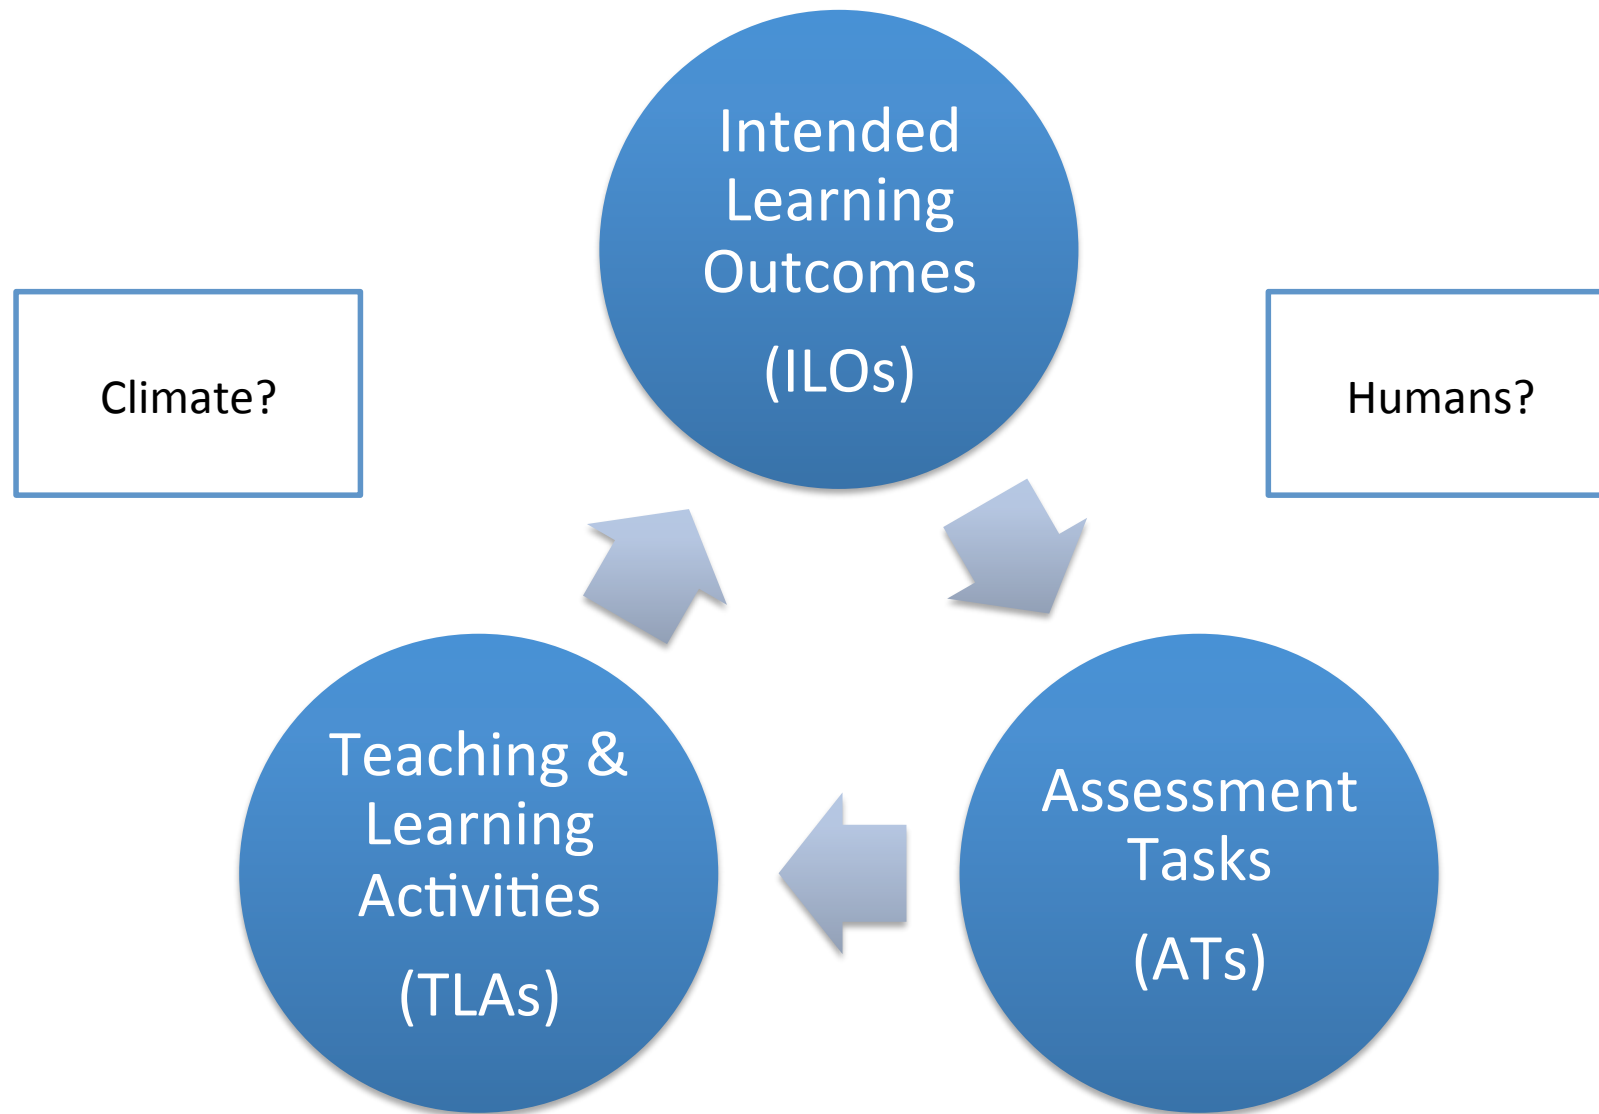 Intended
Learning
Outcomes
(ILOs)
Climate?
Humans?
Teaching &
Learning
Activities
(TLAs)
Assessment
Tasks
(ATs)